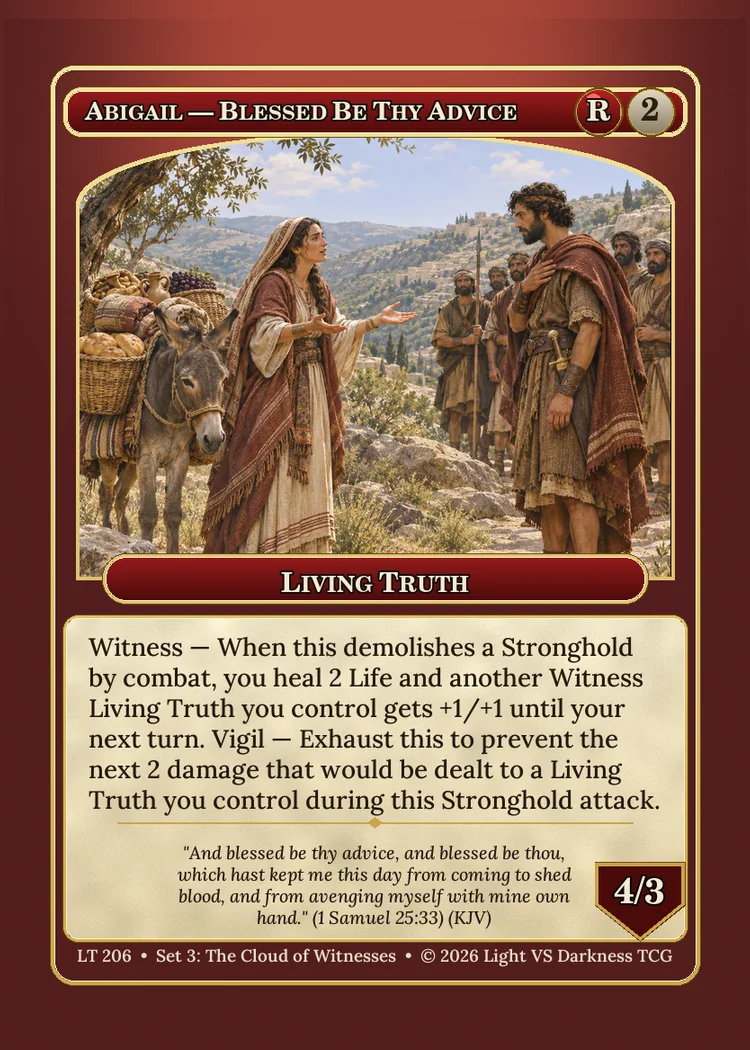 Abigail — Blessed Be Thy Advice R 2
Living Truth
Witness — When this demolishes a Stronghold
by combat, you heal 2 Life and another Witness
Living Truth you control gets +1/+1 until your
next turn. Vigil — Exhaust this to prevent the
next 2 damage that would be dealt to a Living
Truth you control during this Stronghold attack.
"And blessed be thy advice, and blessed be thou,
which hast kept me this day from coming to shed
blood, and from avenging myself with mine own
hand." (1 Samuel 25:33) (KJV)
4/3
LT 206 • Set 3: The Cloud of Witnesses • © 2026 Light VS Darkness TCG